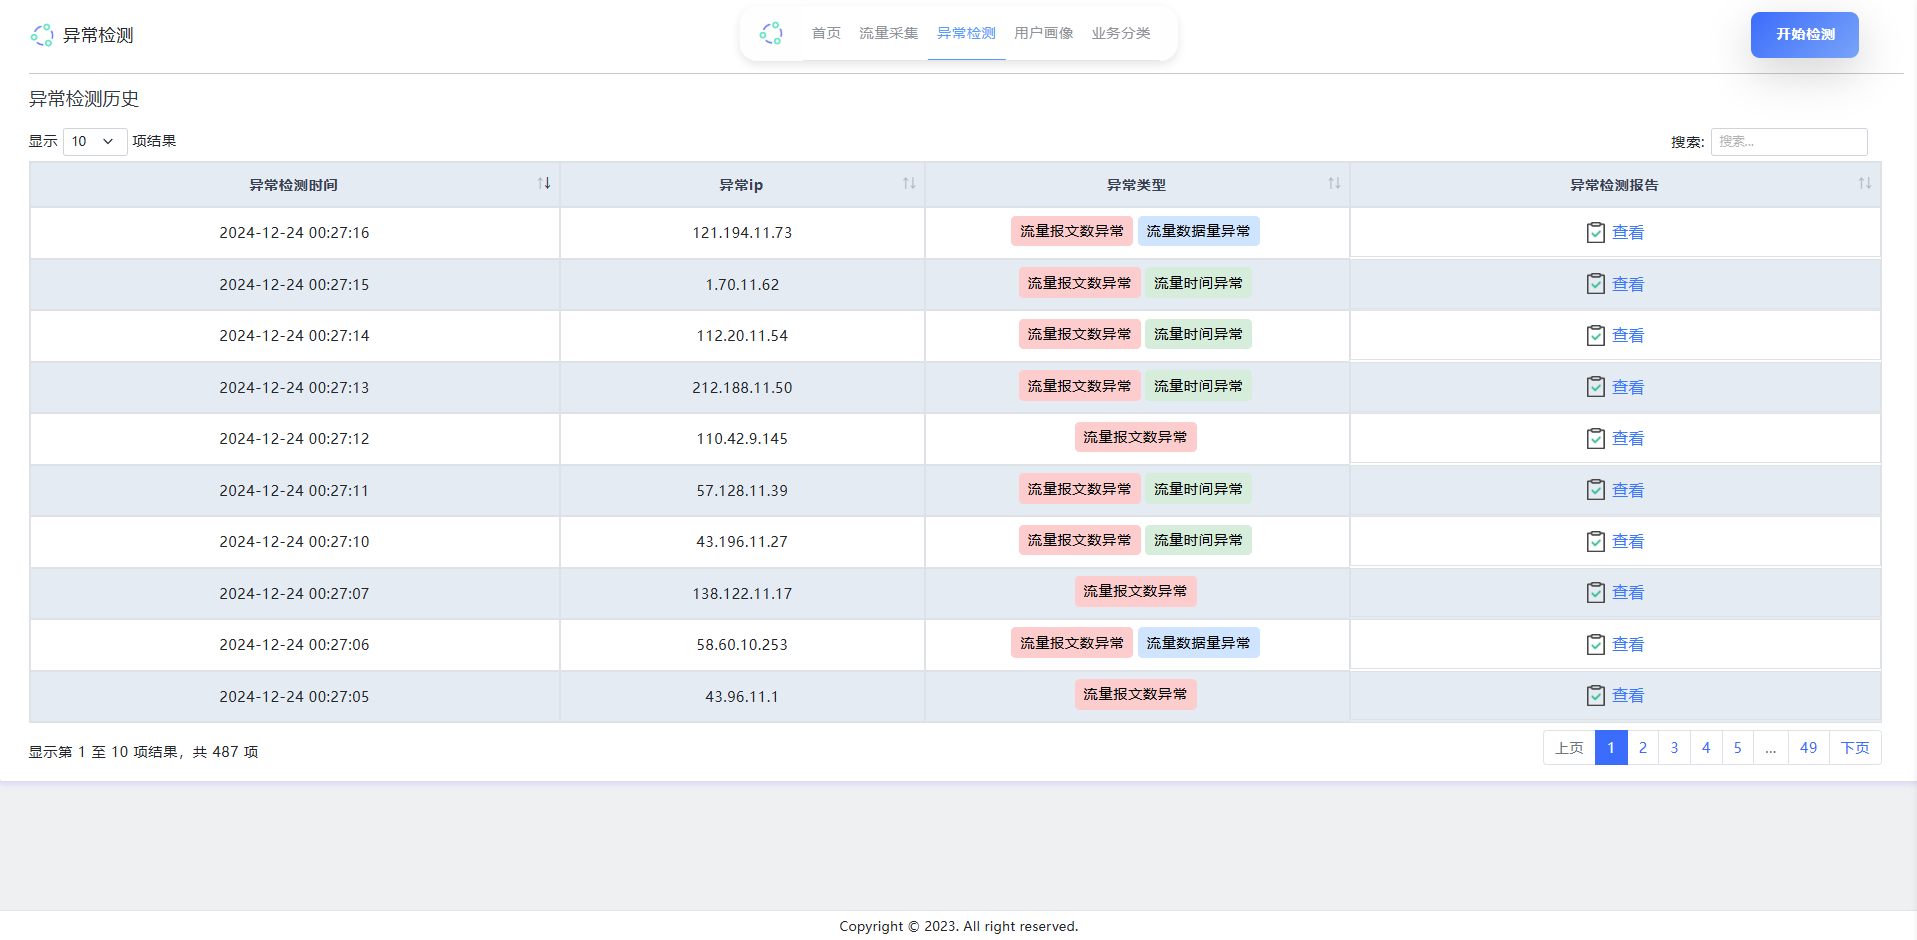 异常检测
首页 流量采集 异常检测 用户画像 业务分类
开始检测
异常检测历史
显示 10 项结果
搜索: 搜索...
异常检测时间 异常ip 异常类型 异常检测报告
2024-12-24 00:27:16 121.194.11.73 流量报文数异常 流量数据量异常 查看
2024-12-24 00:27:15 1.70.11.62 流量报文数异常 流量时间异常 查看
2024-12-24 00:27:14 112.20.11.54 流量报文数异常 流量时间异常 查看
2024-12-24 00:27:13 212.188.11.50 流量报文数异常 流量时间异常 查看
2024-12-24 00:27:12 110.42.9.145 流量报文数异常 查看
2024-12-24 00:27:11 57.128.11.39 流量报文数异常 流量时间异常 查看
2024-12-24 00:27:10 43.196.11.27 流量报文数异常 流量时间异常 查看
2024-12-24 00:27:07 138.122.11.17 流量报文数异常 查看
2024-12-24 00:27:06 58.60.10.253 流量报文数异常 流量数据量异常 查看
2024-12-24 00:27:05 43.96.11.1 流量报文数异常 查看
显示第 1 至 10 项结果，共 487 项
上页 1 2 3 4 5 ... 49 下页
Copyright © 2023. All right reserved.